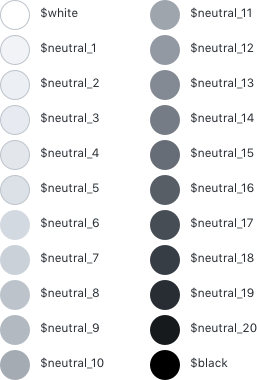 $white
$neutral_1
$neutral_2
$neutral_3
$neutral_4
$neutral_5
$neutral_6
$neutral_7
$neutral_8
$neutral_9
$neutral_10
$neutral_11
$neutral_12
$neutral_13
$neutral_14
$neutral_15
$neutral_16
$neutral_17
$neutral_18
$neutral_19
$neutral_20
$black